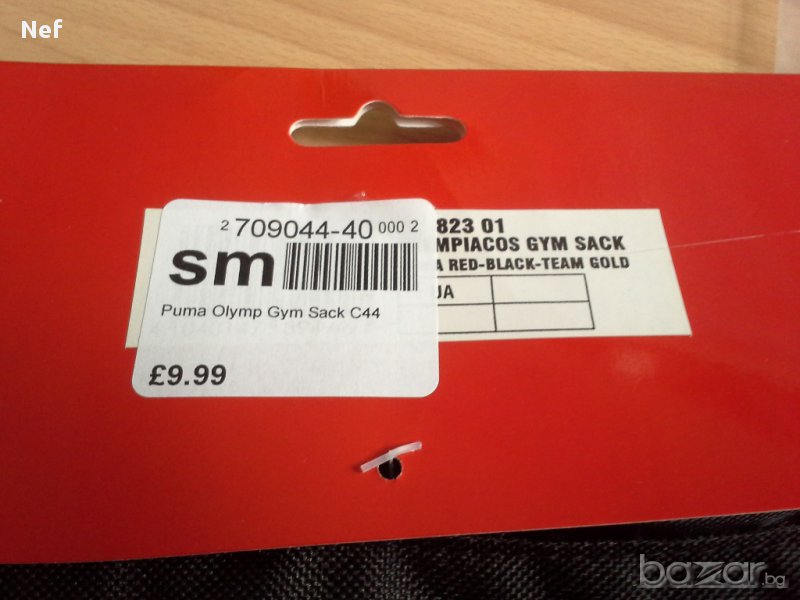 Nef
2 709044-40 000 2
sm
Puma Olymp Gym Sack C44
£9.99
823 01
MPIACOS GYM SACK
A RED-BLACK-TEAM GOLD
UA
bazar.bg